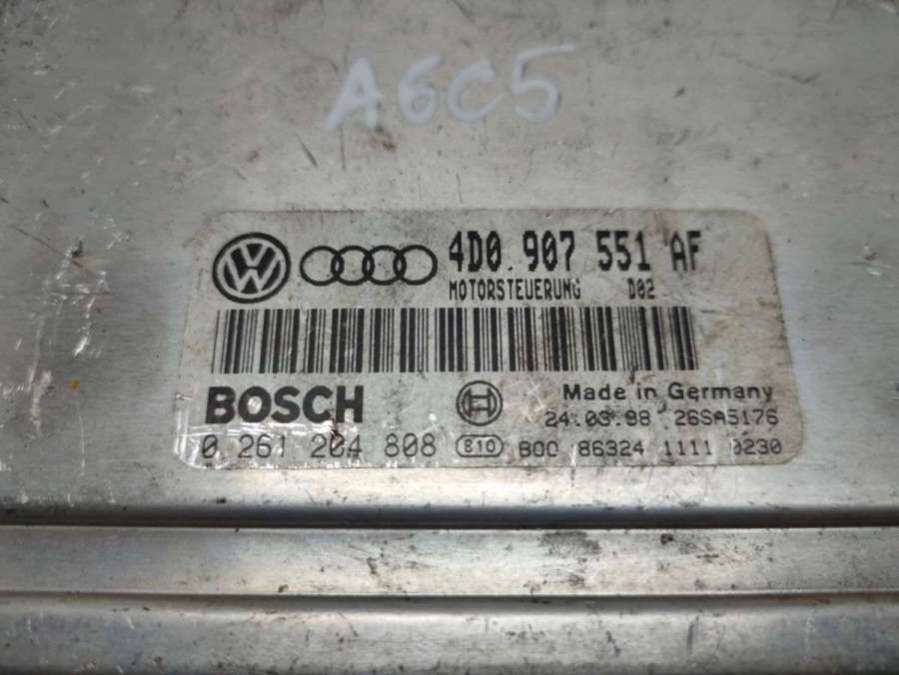 A6C5
4D0 907 551 AF
MOTORSTEUERUNG D02
BOSCH
Made in Germany
24.03.98 26SA5176
0 261 204 808 810 BOO 86324 1111 0230